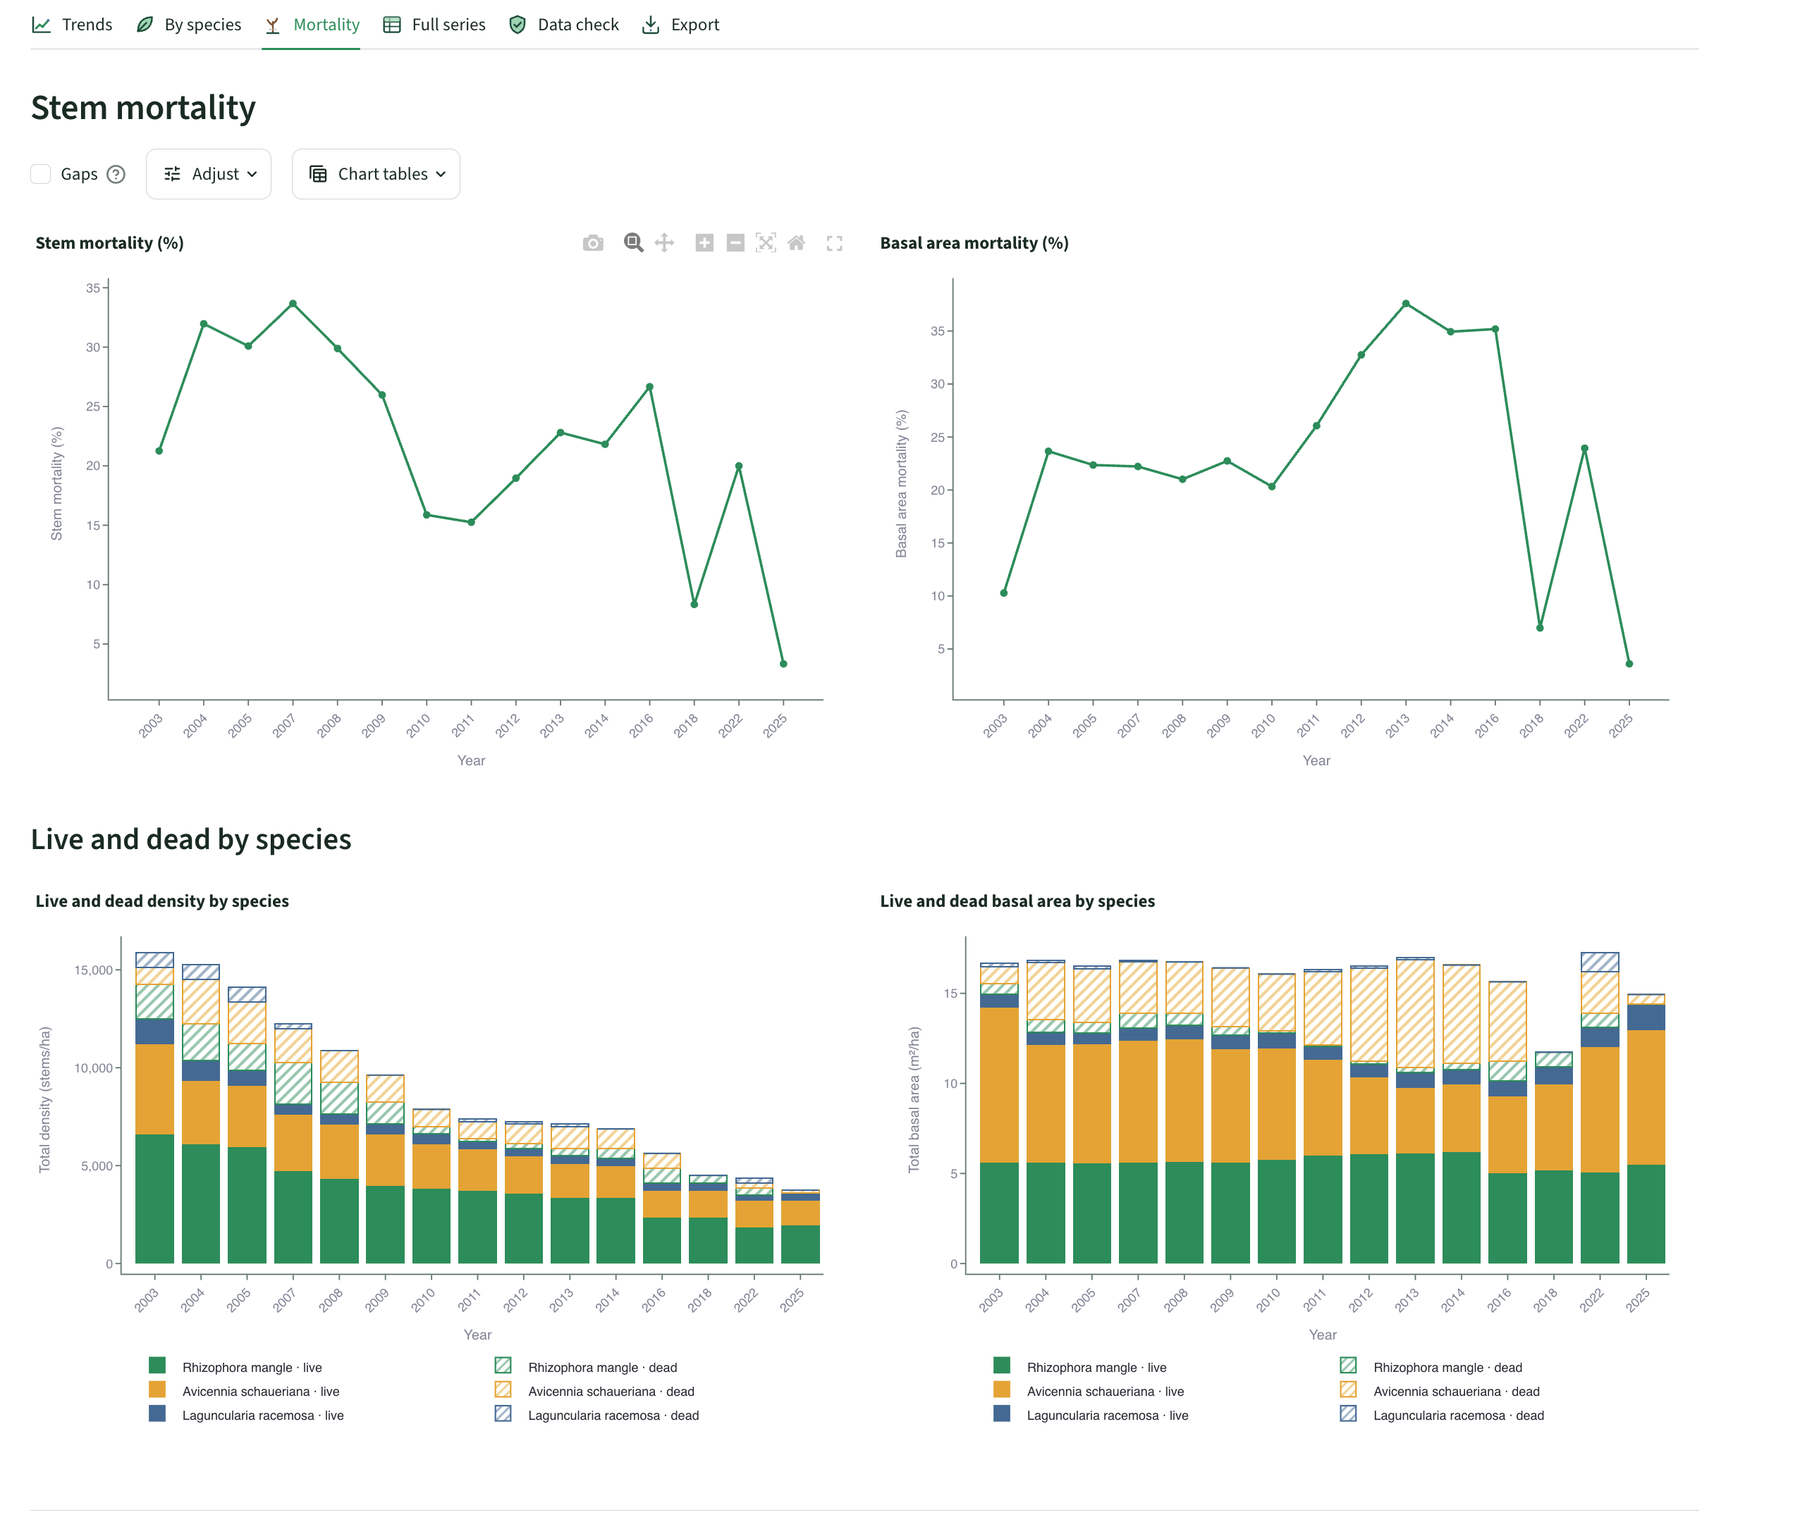 Trends By species Mortality Full series Data check Export
Stem mortality
Gaps ? Adjust Chart tables
Stem mortality (%)
35
30
25
20
15
10
5
Stem mortality (%)
2003 2004 2005 2007 2008 2009 2010 2011 2012 2013 2014 2016 2018 2022 2025
Year
Basal area mortality (%)
35
30
25
20
15
10
5
Basal area mortality (%)
2003 2004 2005 2007 2008 2009 2010 2011 2012 2013 2014 2016 2018 2022 2025
Year
Live and dead by species
Live and dead density by species
15,000
10,000
5,000
0
Total density (stems/ha)
2003 2004 2005 2007 2008 2009 2010 2011 2012 2013 2014 2016 2018 2022 2025
Year
Rhizophora mangle · live Rhizophora mangle · dead
Avicennia schaueriana · live Avicennia schaueriana · dead
Laguncularia racemosa · live Laguncularia racemosa · dead
Live and dead basal area by species
15
10
5
0
Total basal area (m²/ha)
2003 2004 2005 2007 2008 2009 2010 2011 2012 2013 2014 2016 2018 2022 2025
Year
Rhizophora mangle · live Rhizophora mangle · dead
Avicennia schaueriana · live Avicennia schaueriana · dead
Laguncularia racemosa · live Laguncularia racemosa · dead